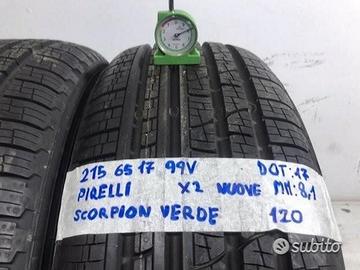 215 65 17 99V DOT:17
PIRELLI X2 NUOVE MM:8,1
SCORPION VERDE 120
subito